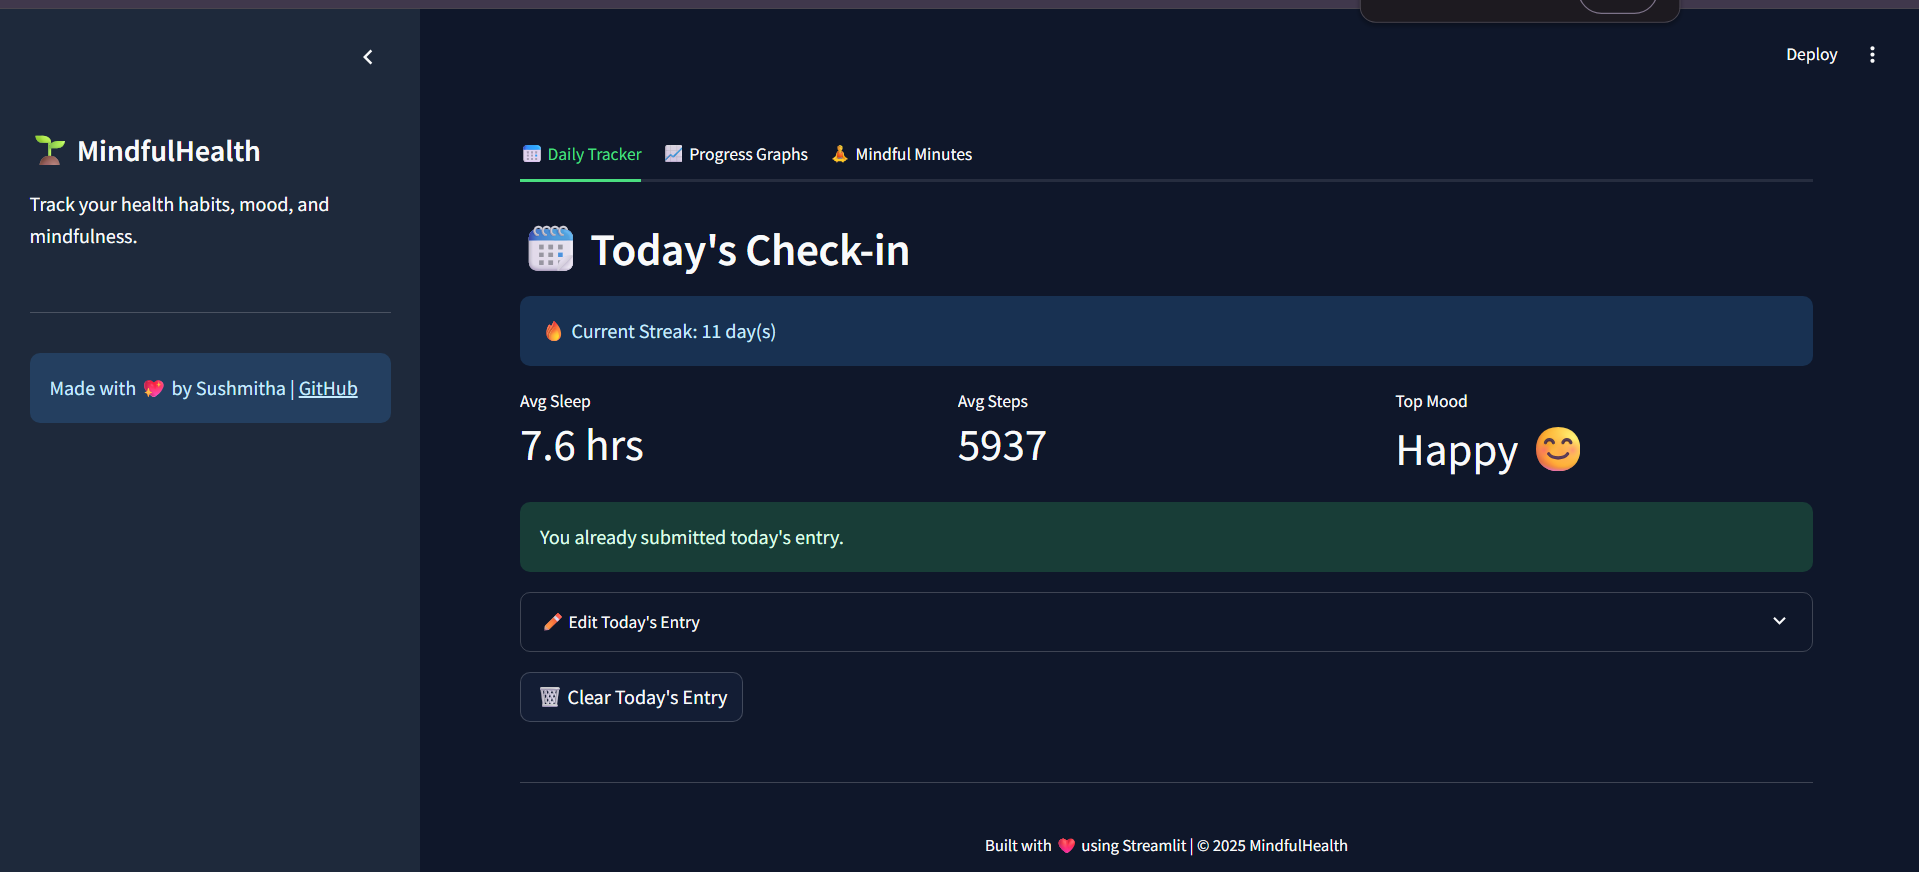 Deploy
🌱 MindfulHealth
Track your health habits, mood, and
mindfulness.
Made with 💖 by Sushmitha | GitHub
🗓️ Daily Tracker
📈 Progress Graphs
🧘 Mindful Minutes
🗓️ Today's Check-in
🔥 Current Streak: 11 day(s)
Avg Sleep
7.6 hrs
Avg Steps
5937
Top Mood
Happy 😊
You already submitted today's entry.
✏️ Edit Today's Entry
🗑️ Clear Today's Entry
Built with ❤️ using Streamlit | © 2025 MindfulHealth